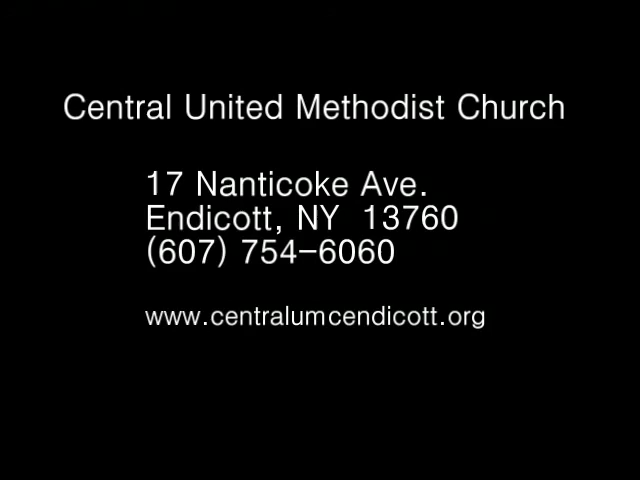 Central United Methodist Church
17 Nanticoke Ave.
Endicott, NY  13760
(607) 754-6060
www.centralumcendicott.org